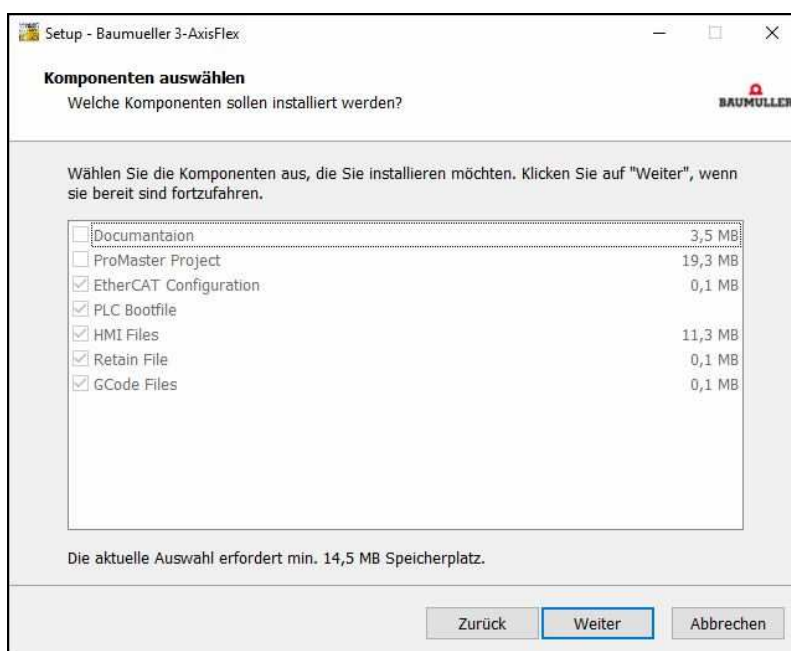 Setup - Baumueller 3-AxisFlex
Komponenten auswählen
Welche Komponenten sollen installiert werden?
BAUMÜLLER
Wählen Sie die Komponenten aus, die Sie installieren möchten. Klicken Sie auf "Weiter", wenn
sie bereit sind fortzufahren.
Documantaion 3,5 MB
ProMaster Project 19,3 MB
EtherCAT Configuration 0,1 MB
PLC Bootfile
HMI Files 11,3 MB
Retain File 0,1 MB
GCode Files 0,1 MB
Die aktuelle Auswahl erfordert min. 14,5 MB Speicherplatz.
Zurück Weiter Abbrechen